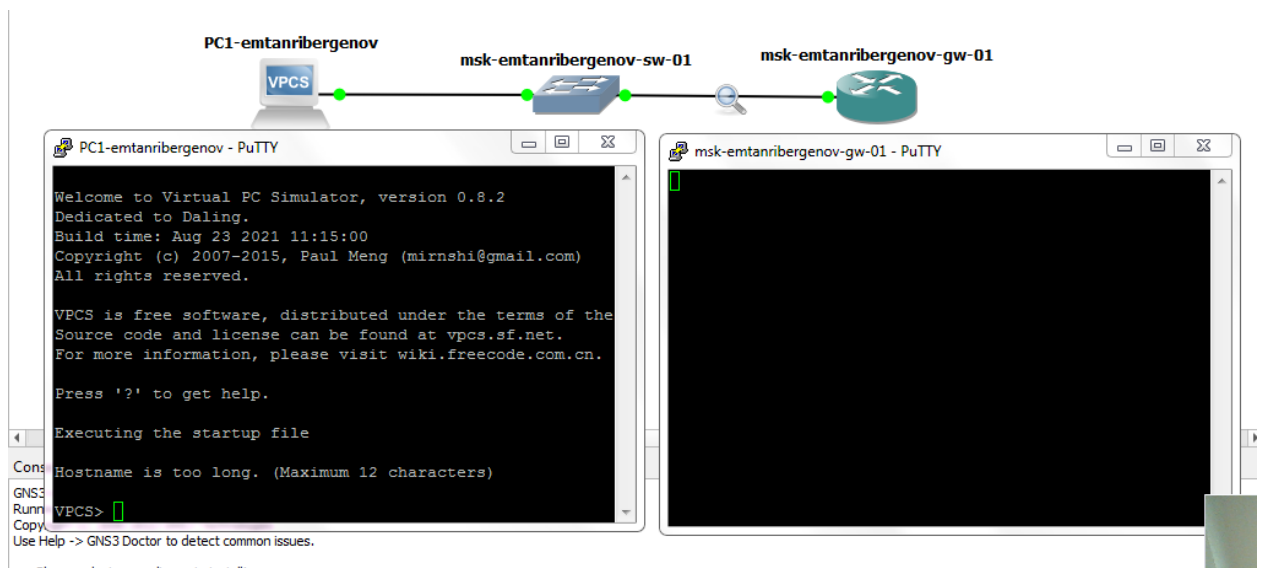 PC1-emtanribergenov
msk-emtanribergenov-sw-01
msk-emtanribergenov-gw-01
VPCS
PC1-emtanribergenov - PuTTY
Welcome to Virtual PC Simulator, version 0.8.2
Dedicated to Daling.
Build time: Aug 23 2021 11:15:00
Copyright (c) 2007-2015, Paul Meng (mirnshi@gmail.com)
All rights reserved.
VPCS is free software, distributed under the terms of the
Source code and license can be found at vpcs.sf.net.
For more information, please visit wiki.freecode.com.cn.
Press '?' to get help.
Executing the startup file
Hostname is too long. (Maximum 12 characters)
VPCS>
msk-emtanribergenov-gw-01 - PuTTY
Cons
GNS3
Runn
Copy
Use Help -> GNS3 Doctor to detect common issues.